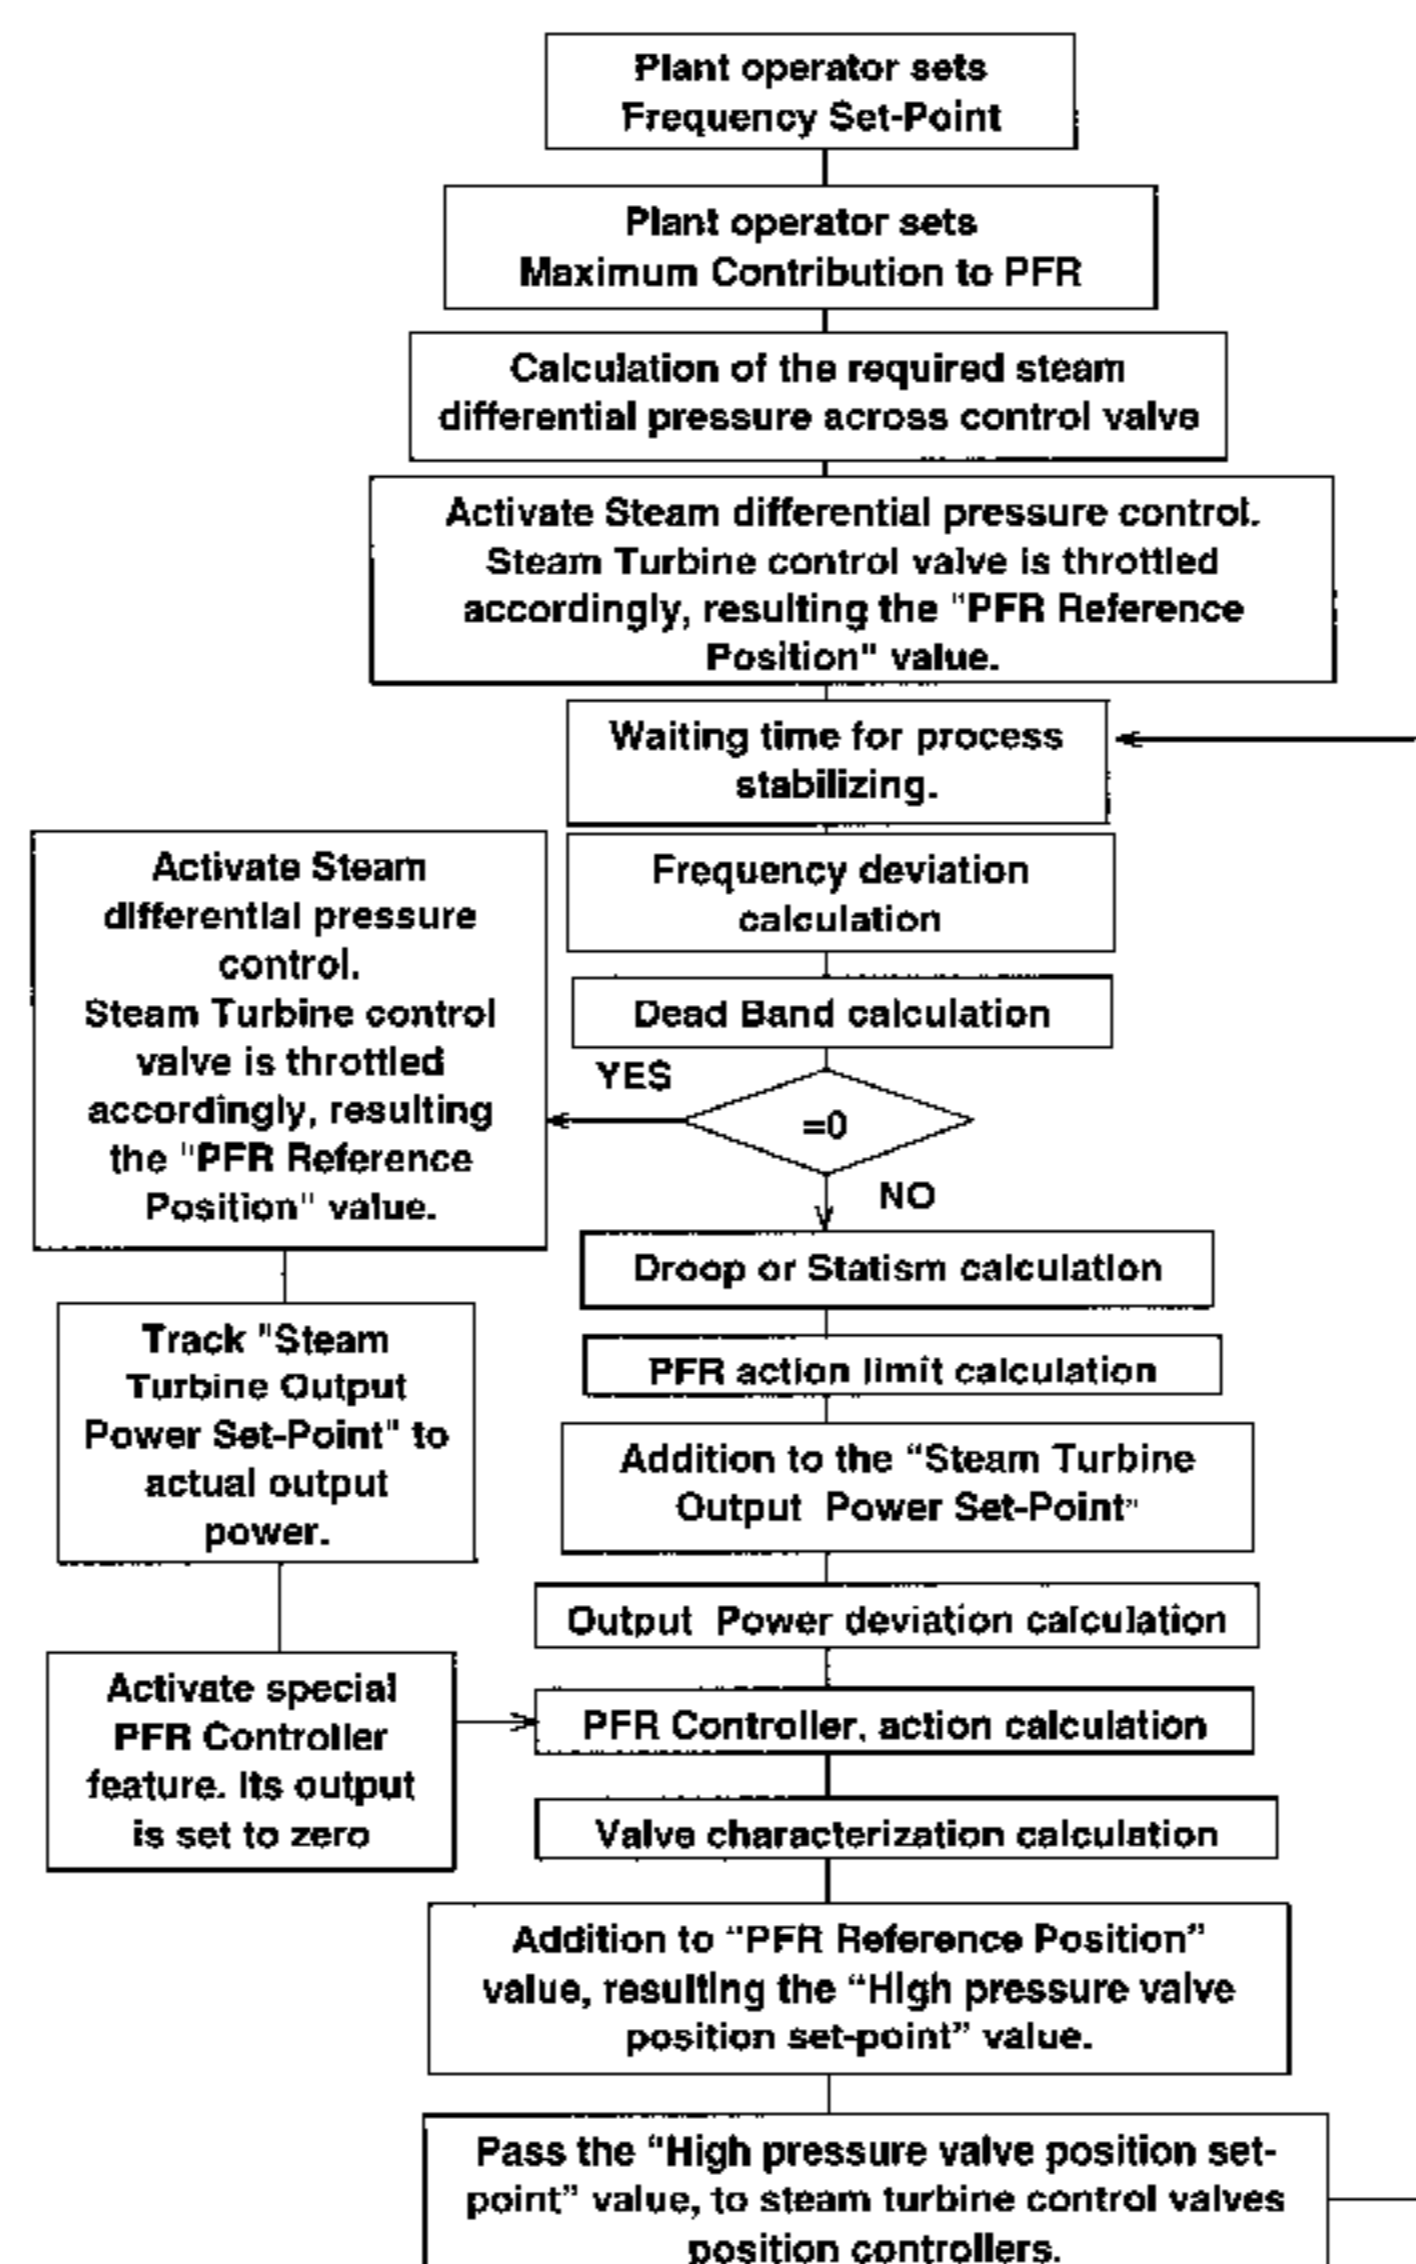 Plant operator sets
Frequency Set-Point
Plant operator sets
Maximum Contribution to PFR
Calculation of the required steam
differential pressure across control valve
Activate Steam differential pressure control.
Steam Turbine control valve is throttled
accordingly, resulting the "PFR Reference
Position" value.
Waiting time for process
stabilizing.
Frequency deviation
calculation
Dead Band calculation
YES
=0
NO
Activate Steam
differential pressure
control.
Steam Turbine control
valve is throttled
accordingly, resulting
the "PFR Reference
Position" value.
Track "Steam
Turbine Output
Power Set-Point" to
actual output
power.
Activate special
PFR Controller
feature. Its output
is set to zero
Droop or Statism calculation
PFR action limit calculation
Addition to the “Steam Turbine
Output Power Set-Point”
Output Power deviation calculation
PFR Controller, action calculation
Valve characterization calculation
Addition to “PFR Reference Position”
value, resulting the “High pressure valve
position set-point” value.
Pass the “High pressure valve position set-
point” value, to steam turbine control valves
position controllers.